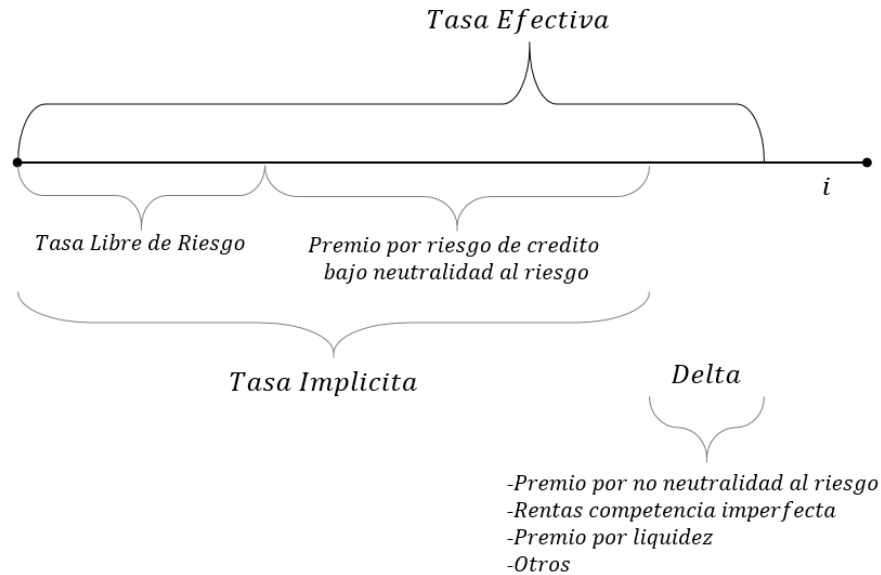 Tasa Efectiva
i
Tasa Libre de Riesgo
Premio por riesgo de credito
bajo neutralidad al riesgo
Tasa Implicita
Delta
-Premio por no neutralidad al riesgo
-Rentas competencia imperfecta
-Premio por liquidez
-Otros